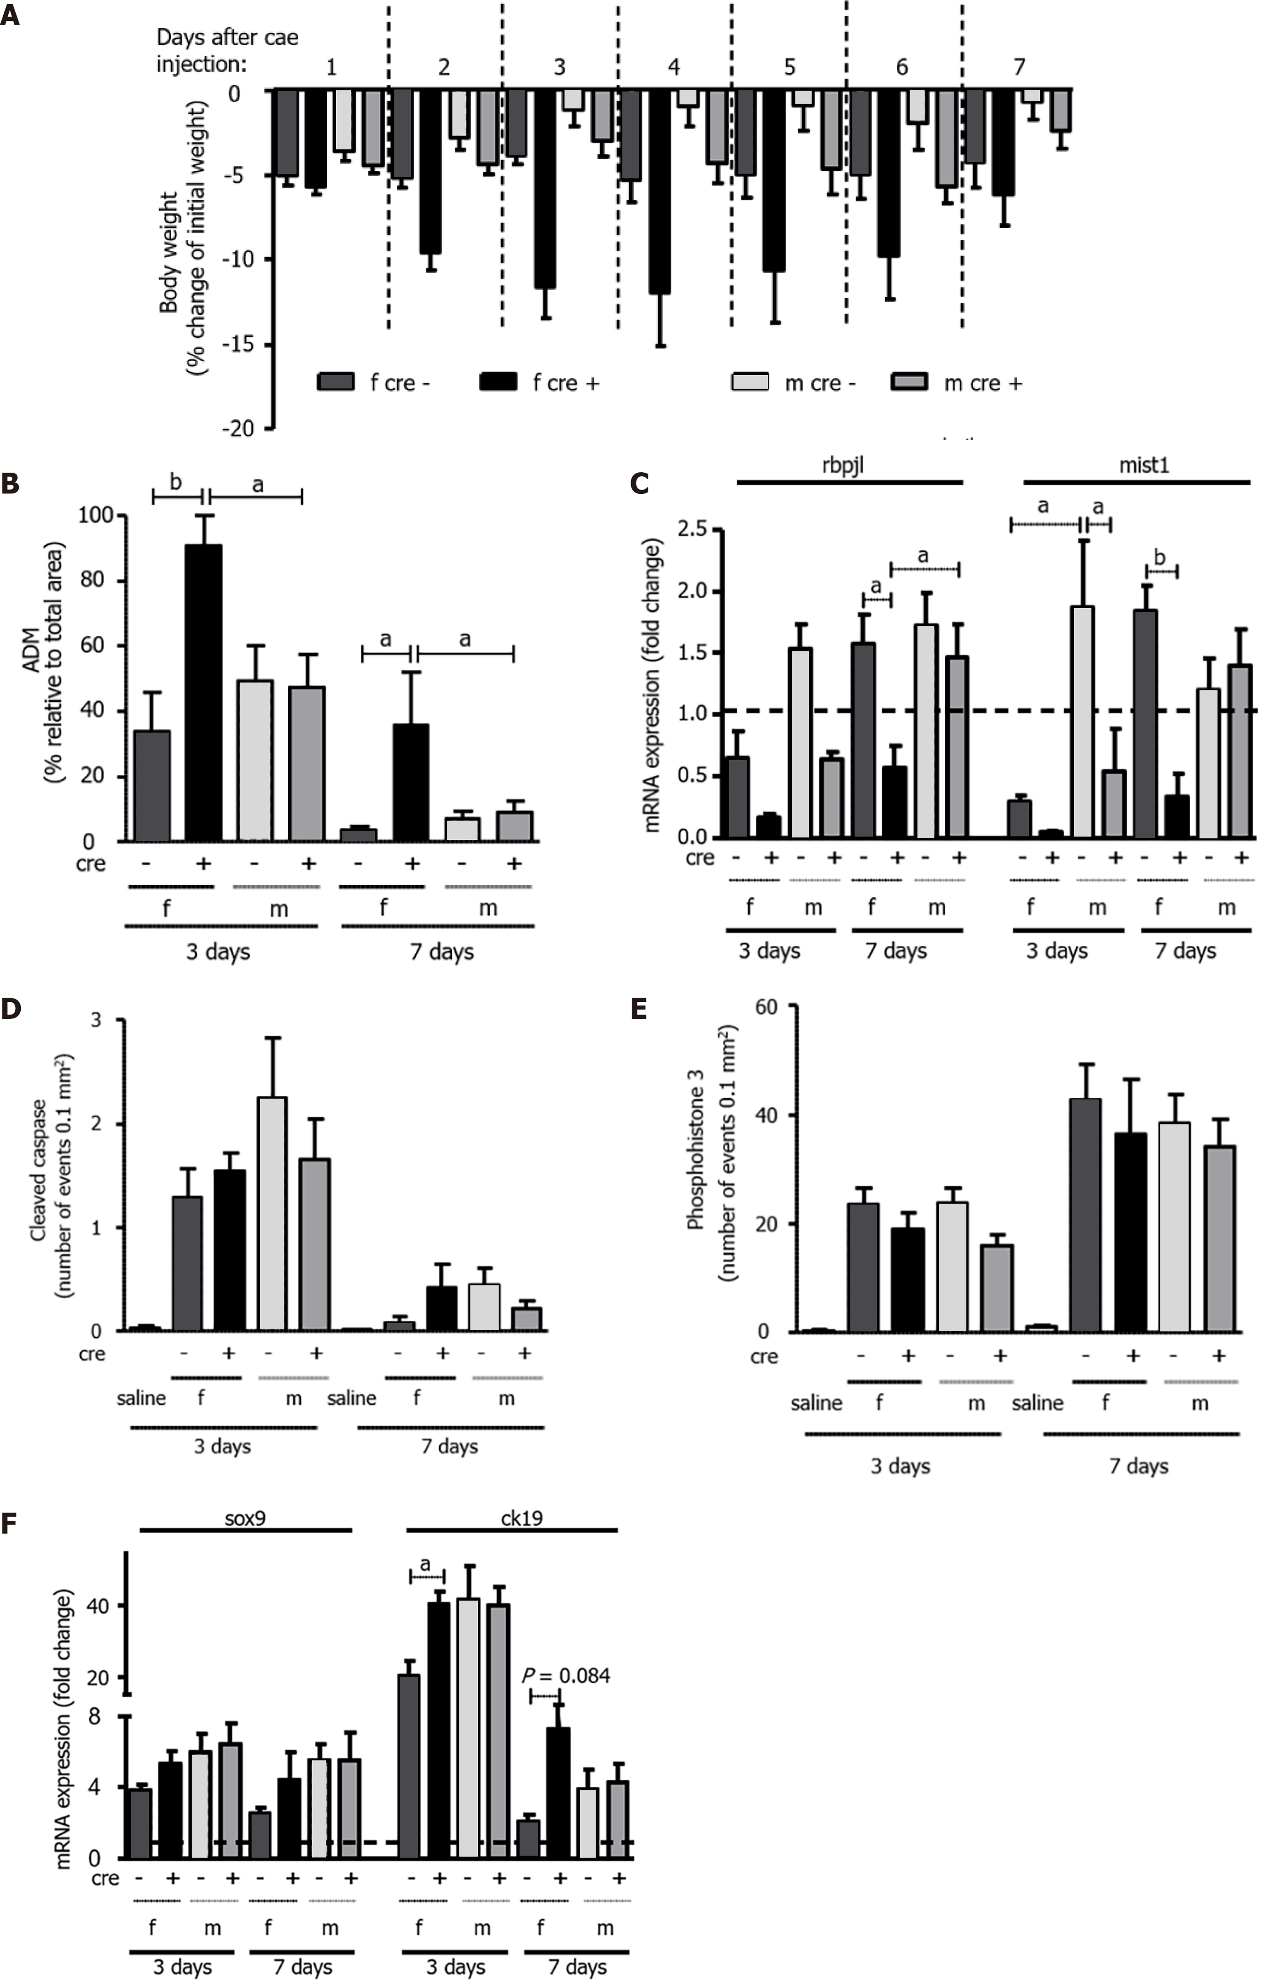 A
Days after cae
injection: 1 2 3 4 5 6 7
0
-5
-10
-15
-20
Body weight
(% change of initial weight)
f cre - f cre + m cre - m cre +
B
b a
a a
100
80
60
40
20
0
ADM
(% relative to total area)
cre - + - + - + - +
f m f m
3 days 7 days
C
rbpjl mist1
a a
a a b
2.5
2.0
1.5
1.0
0.5
0.0
mRNA expression (fold change)
cre - + - + - + - + - + - + - + - +
f m f m f m f m
3 days 7 days 3 days 7 days
D
3
2
1
0
Cleaved caspase
(number of events 0.1 mm²)
cre - + - + - + - +
saline f m saline f m
3 days 7 days
E
60
40
20
0
Phosphohistone 3
(number of events 0.1 mm²)
cre - + - + - + - +
saline f m saline f m
3 days 7 days
F
sox9 ck19
a
P = 0.084
40
20
8
4
0
mRNA expression (fold change)
cre - + - + - + - + - + - + - + - +
f m f m f m f m
3 days 7 days 3 days 7 days